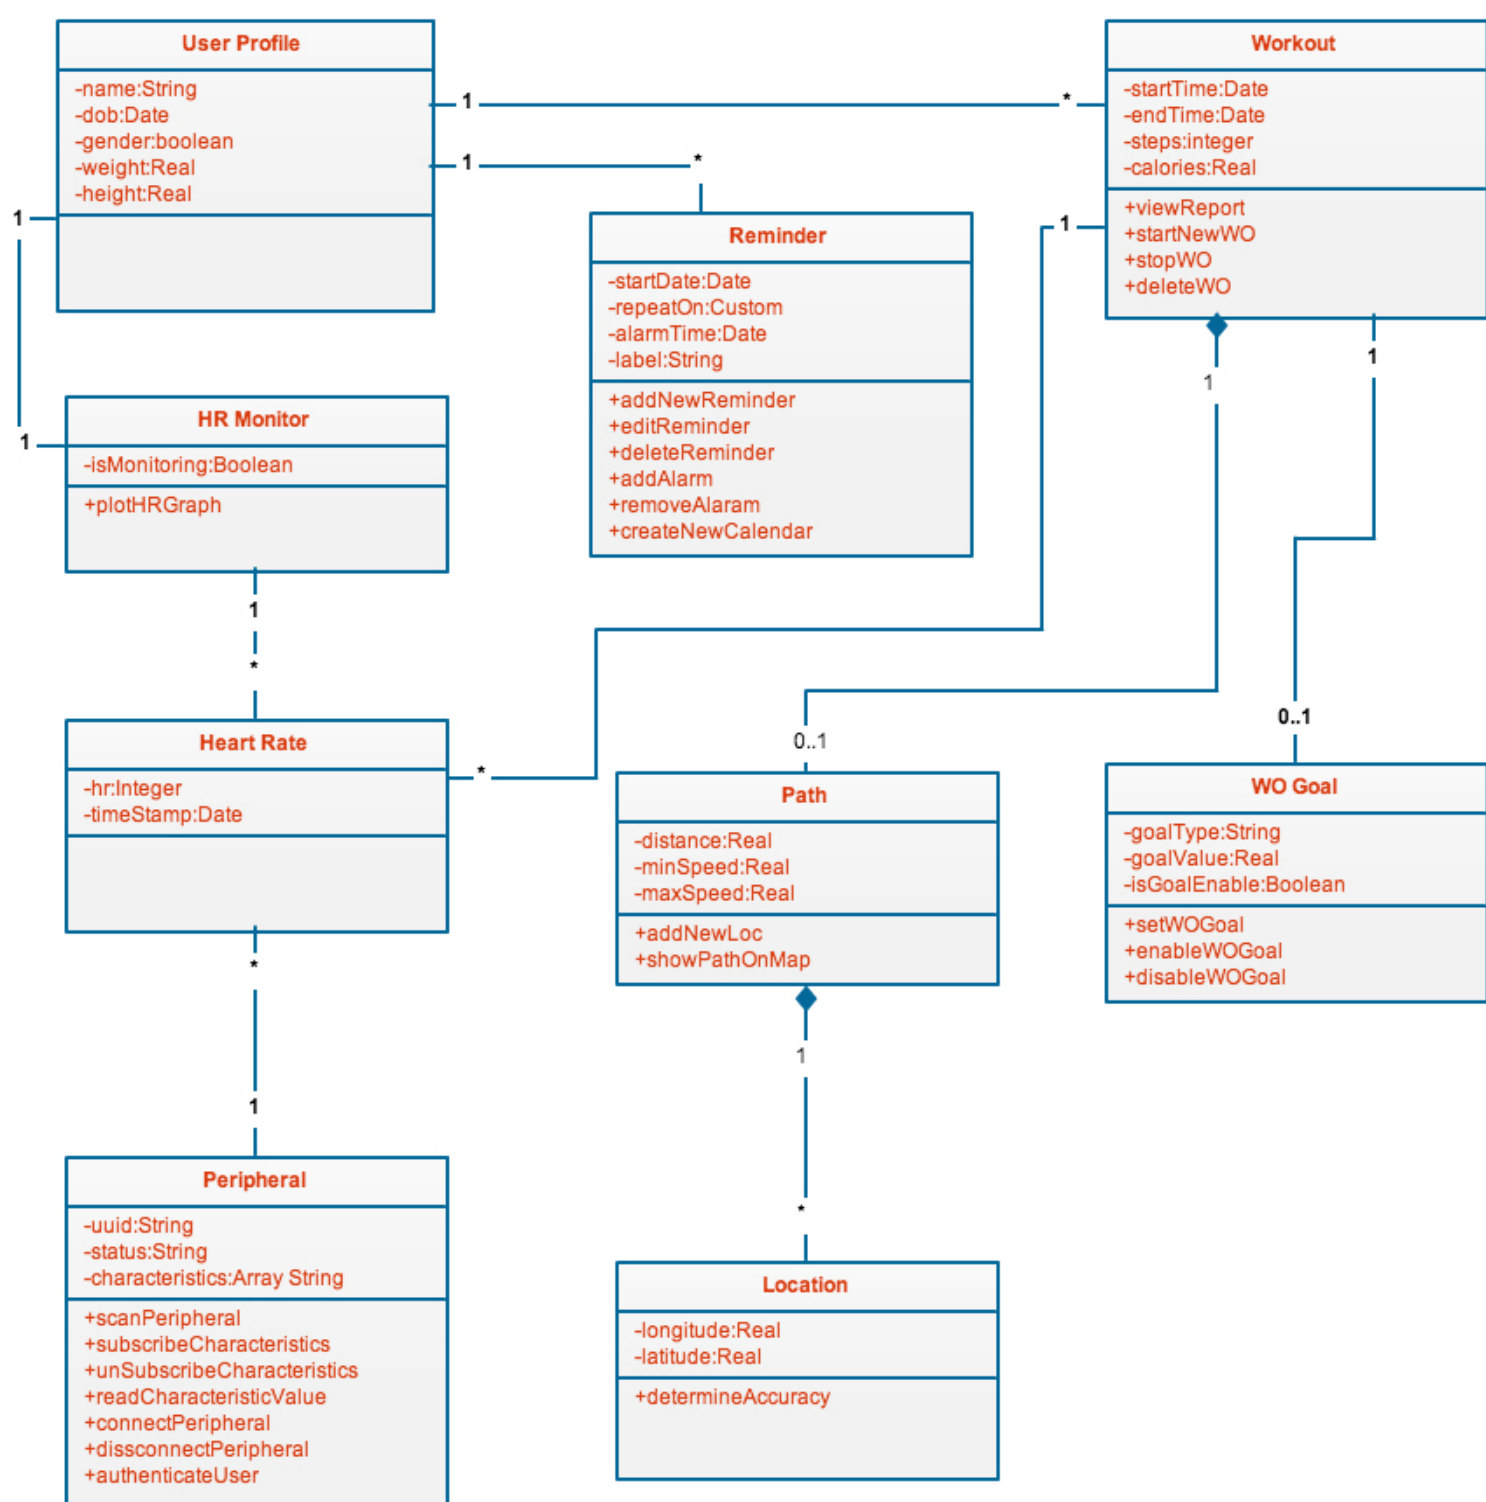 User Profile
-name:String
-dob:Date
-gender:boolean
-weight:Real
-height:Real
1
*
1
*
1
1
Workout
-startTime:Date
-endTime:Date
-steps:integer
-calories:Real
+viewReport
+startNewWO
+stopWO
+deleteWO
1
1
1
Reminder
-startDate:Date
-repeatOn:Custom
-alarmTime:Date
-label:String
+addNewReminder
+editReminder
+deleteReminder
+addAlarm
+removeAlaram
+createNewCalendar
HR Monitor
-isMonitoring:Boolean
+plotHRGraph
1
*
Heart Rate
-hr:Integer
-timeStamp:Date
*
*
1
0..1
Path
-distance:Real
-minSpeed:Real
-maxSpeed:Real
+addNewLoc
+showPathOnMap
1
*
0..1
WO Goal
-goalType:String
-goalValue:Real
-isGoalEnable:Boolean
+setWOGoal
+enableWOGoal
+disableWOGoal
Peripheral
-uuid:String
-status:String
-characteristics:Array String
+scanPeripheral
+subscribeCharacteristics
+unSubscribeCharacteristics
+readCharacteristicValue
+connectPeripheral
+dissconnectPeripheral
+authenticateUser
Location
-longitude:Real
-latitude:Real
+determineAccuracy